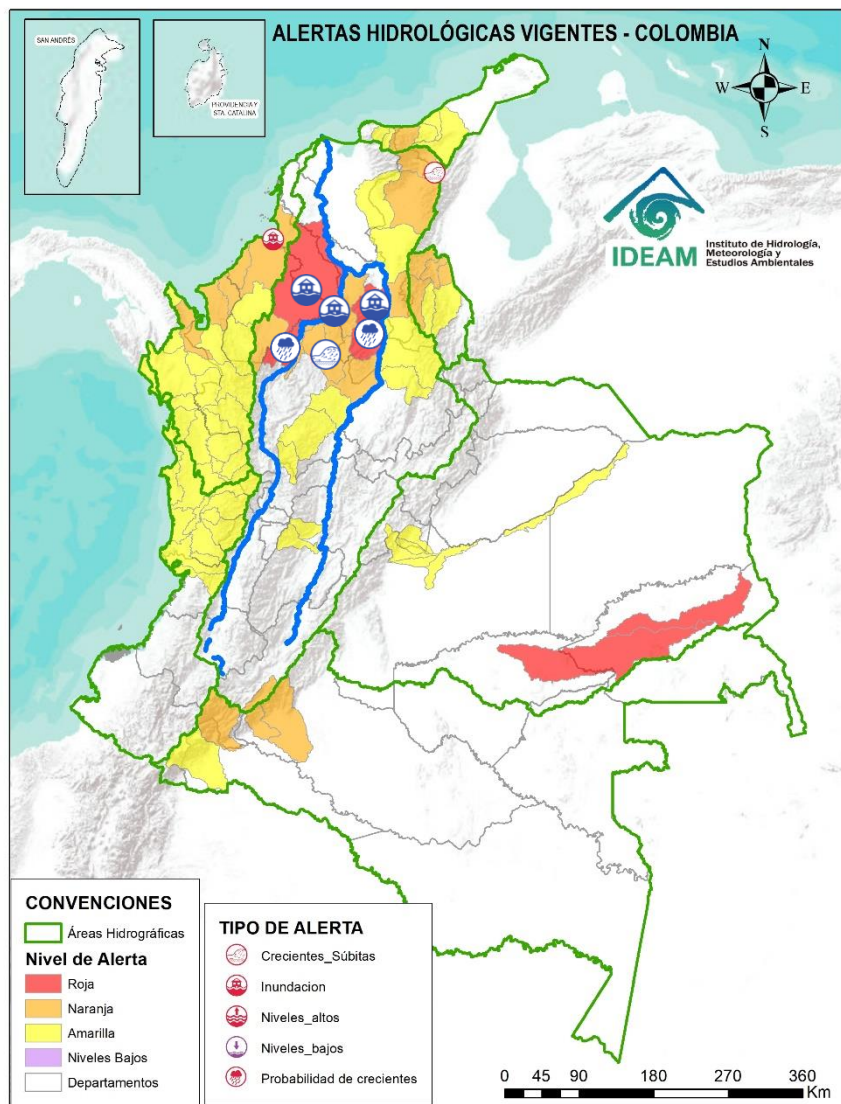 ALERTAS HIDROLÓGICAS VIGENTES - COLOMBIA
SAN ANDRÉS
PROVIDENCIA Y
STA. CATALINA
N
W
E
S
IDEAM
Instituto de Hidrología,
Meteorología y
Estudios Ambientales
CONVENCIONES
Áreas Hidrográficas
Nivel de Alerta
Roja
Naranja
Amarilla
Niveles Bajos
Departamentos
TIPO DE ALERTA
Crecientes_Súbitas
Inundacion
Niveles_altos
Niveles_bajos
Probabilidad de crecientes
0 45 90 180 270 360
Km